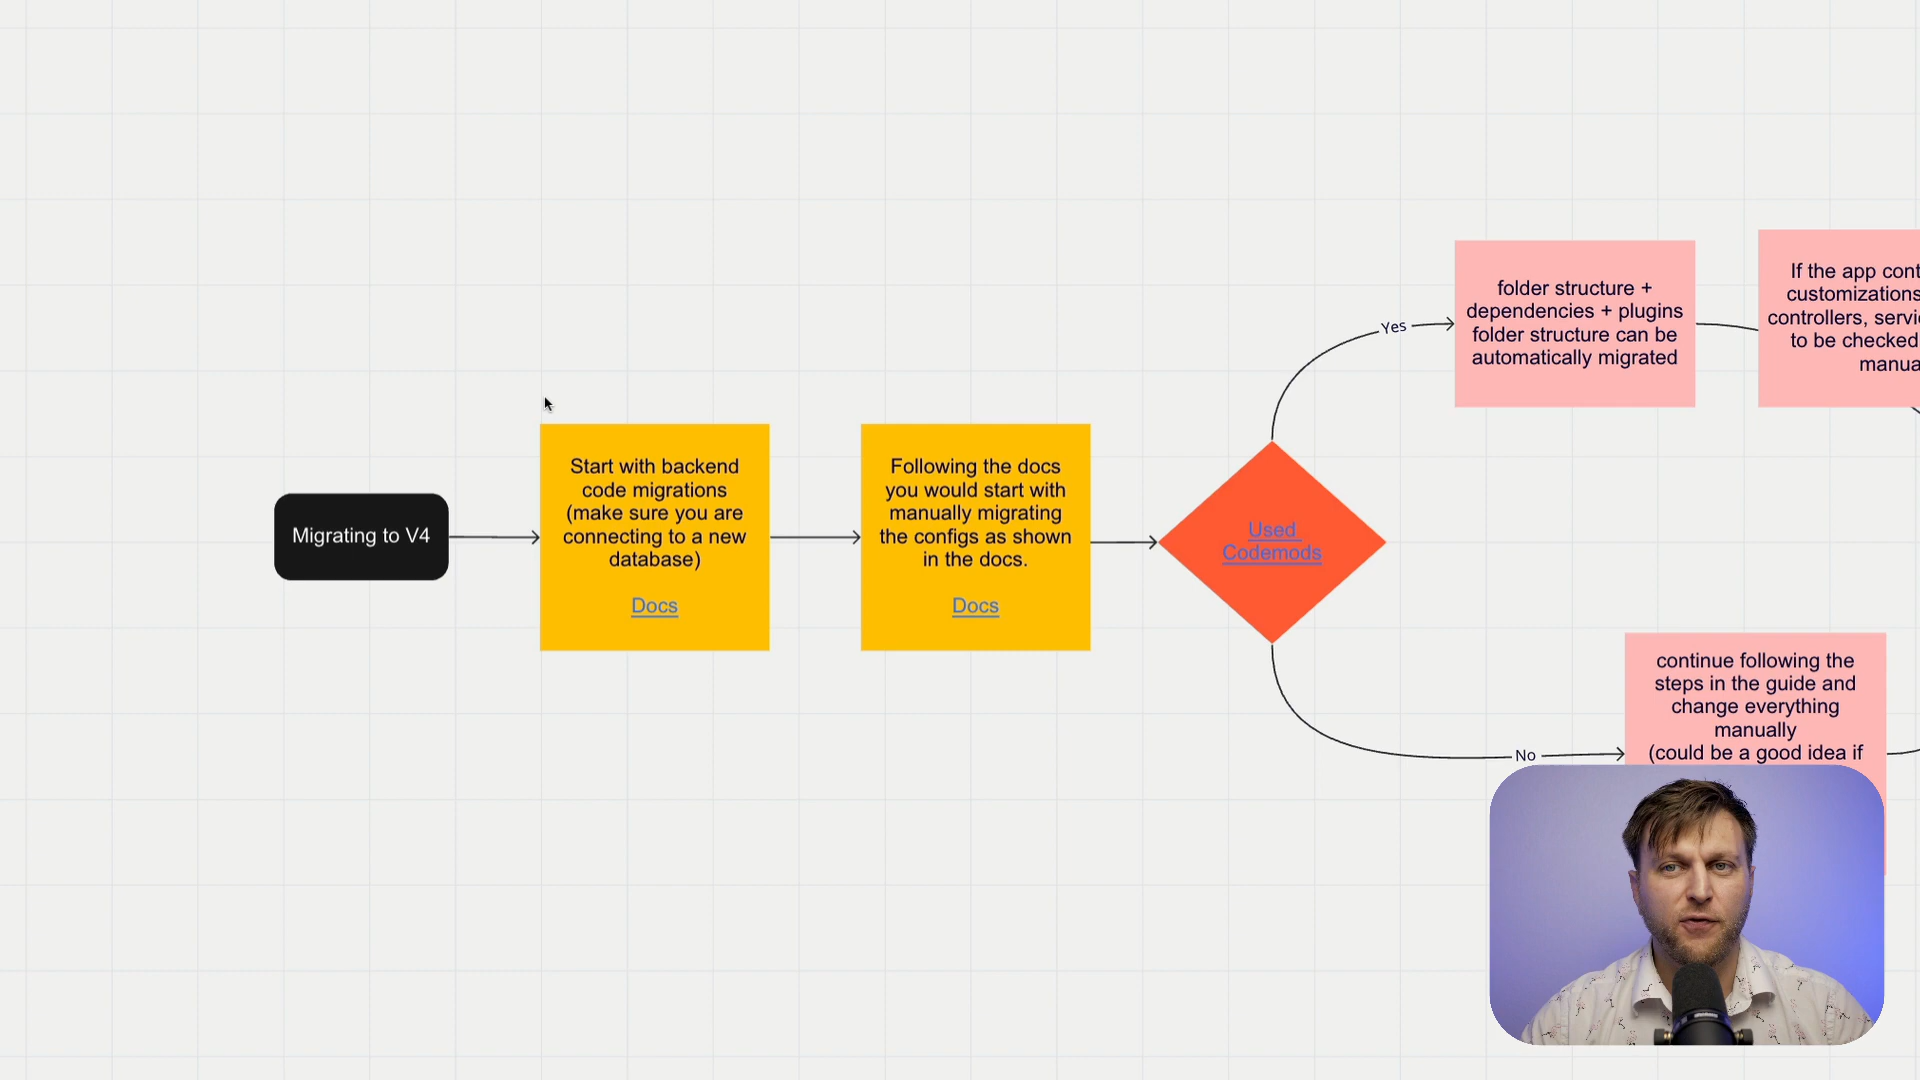 Migrating to V4
Start with backend
code migrations
(make sure you are
connecting to a new
database)
Docs
Following the docs
you would start with
manually migrating
the configs as shown
in the docs.
Docs
Used
Codemods
Yes
folder structure +
dependencies + plugins
folder structure can be
automatically migrated
If the app
customizations
controllers,
to be checked
No
continue following the
steps in the guide and
change everything
manually
(could be a good idea if